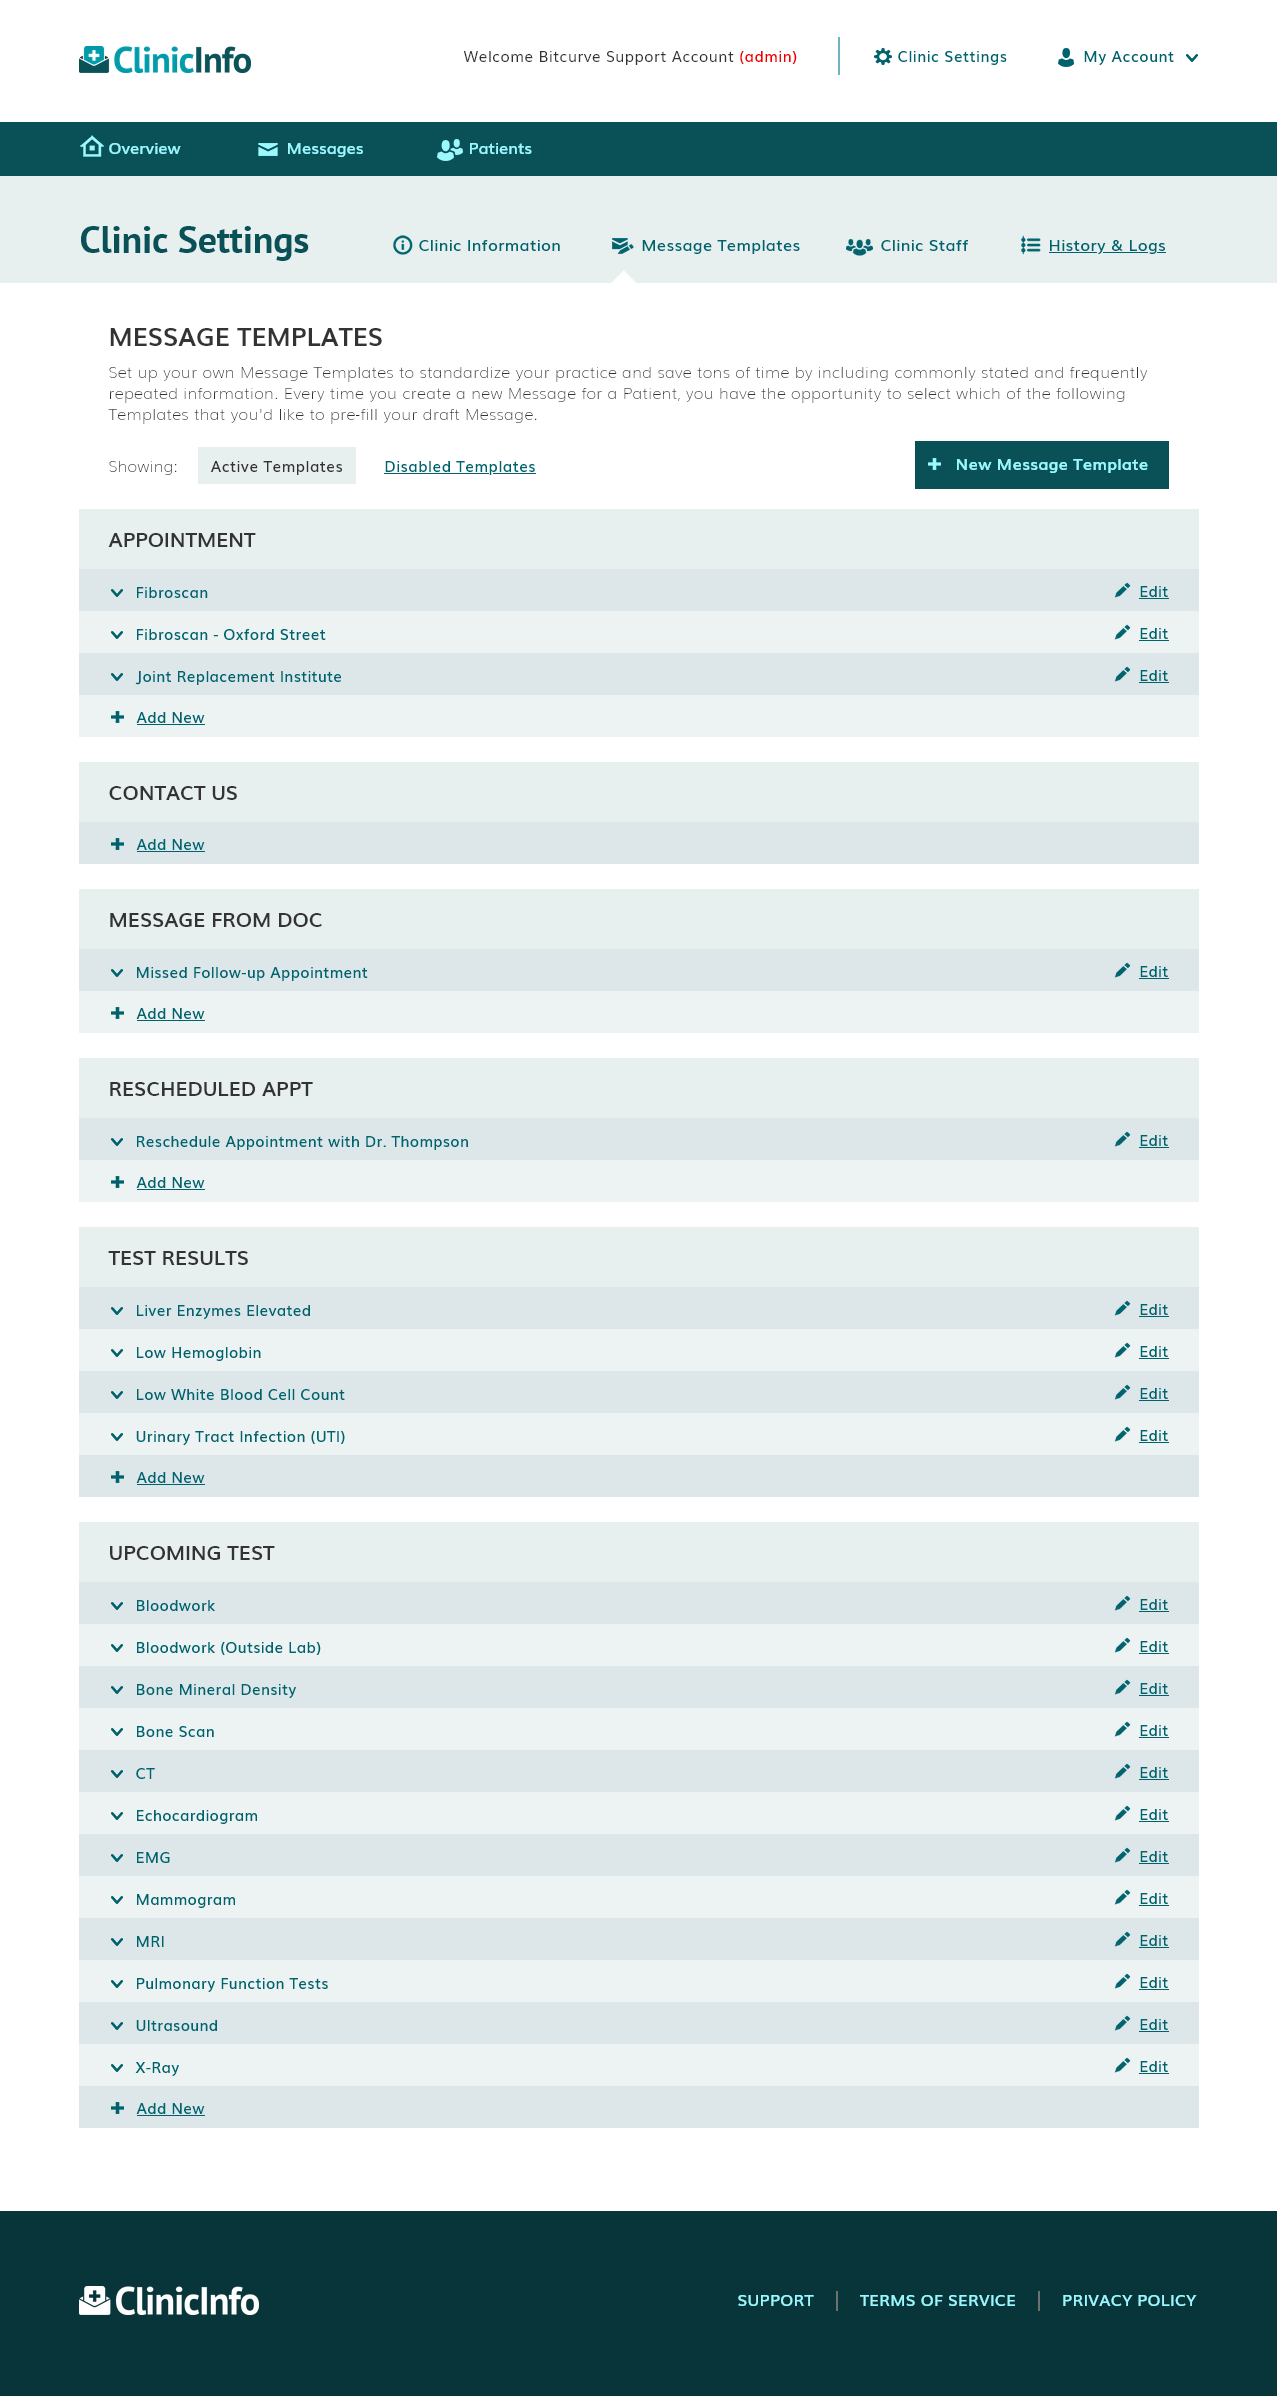 ClinicInfo
Welcome Bitcurve Support Account (admin)
Clinic Settings
My Account
Overview
Messages
Patients
Clinic Settings
Clinic Information
Message Templates
Clinic Staff
History & Logs
MESSAGE TEMPLATES
Set up your own Message Templates to standardize your practice and save tons of time by including commonly stated and frequently
repeated information. Every time you create a new Message for a Patient, you have the opportunity to select which of the following
Templates that you'd like to pre-fill your draft Message.
Showing:
Active Templates
Disabled Templates
New Message Template
APPOINTMENT
Fibroscan
Edit
Fibroscan - Oxford Street
Edit
Joint Replacement Institute
Edit
Add New
CONTACT US
Add New
MESSAGE FROM DOC
Missed Follow-up Appointment
Edit
Add New
RESCHEDULED APPT
Reschedule Appointment with Dr. Thompson
Edit
Add New
TEST RESULTS
Liver Enzymes Elevated
Edit
Low Hemoglobin
Edit
Low White Blood Cell Count
Edit
Urinary Tract Infection (UTI)
Edit
Add New
UPCOMING TEST
Bloodwork
Edit
Bloodwork (Outside Lab)
Edit
Bone Mineral Density
Edit
Bone Scan
Edit
CT
Edit
Echocardiogram
Edit
EMG
Edit
Mammogram
Edit
MRI
Edit
Pulmonary Function Tests
Edit
Ultrasound
Edit
X-Ray
Edit
Add New
ClinicInfo
SUPPORT
TERMS OF SERVICE
PRIVACY POLICY